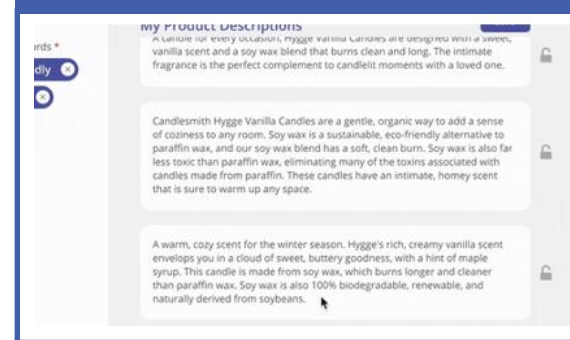 My Product Descriptions
A candle for every occasion, Hygge Vanilla Candles are designed with a sweet,
ords *
vanilla scent and a soy wax blend that burns clean and long. The intimate
fragrance is the perfect complement to candlelit moments with a loved one.
dly
Candlesmith Hygge Vanilla Candles are a gentle, organic way to add a sense
of coziness to any room. Soy wax is a sustainable, eco-friendly alternative to
paraffin wax, and our soy wax blend has a soft, clean burn. Soy wax is also far
less toxic than paraffin wax, eliminating many of the toxins associated with
candles made from paraffin. These candles have an intimate, homey scent
that is sure to warm up any space.
A warm, cozy scent for the winter season. Hygge's rich, creamy vanilla scent
envelops you in a cloud of sweet, buttery goodness, with a hint of maple
syrup. This candle is made from soy wax, which burns longer and cleaner
than paraffin wax. Soy wax is also 100% biodegradable, renewable, and
naturally derived from soybeans.